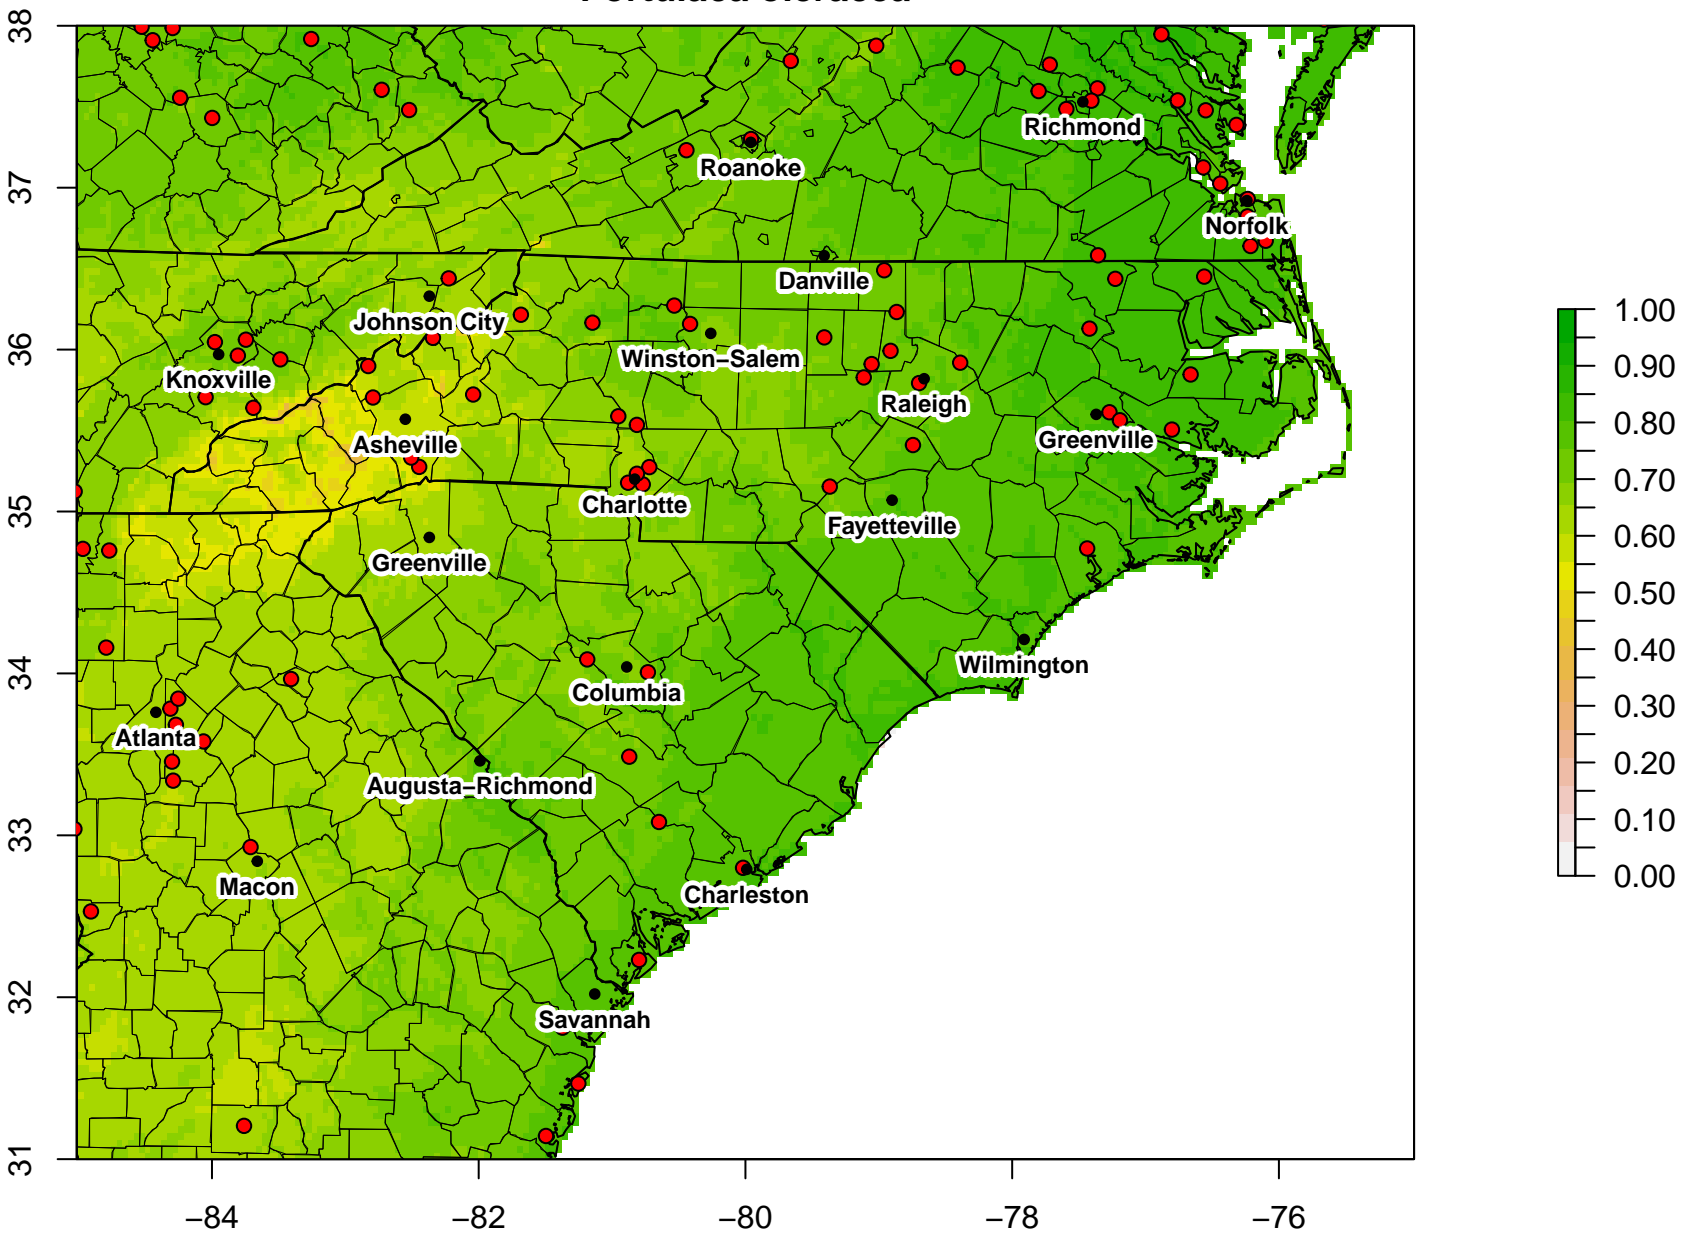 Portulaca oleracea
38
37
36
35
34
33
32
31
Richmond
Roanoke
Norfolk
Danville
Johnson City
Winston–Salem
Knoxville
Raleigh
Asheville
Greenville
Charlotte
Fayetteville
Greenville
Wilmington
Columbia
Atlanta
Augusta–Richmond
Macon
Charleston
Savannah
−84
−82
−80
−78
−76
1.00
0.90
0.80
0.70
0.60
0.50
0.40
0.30
0.20
0.10
0.00